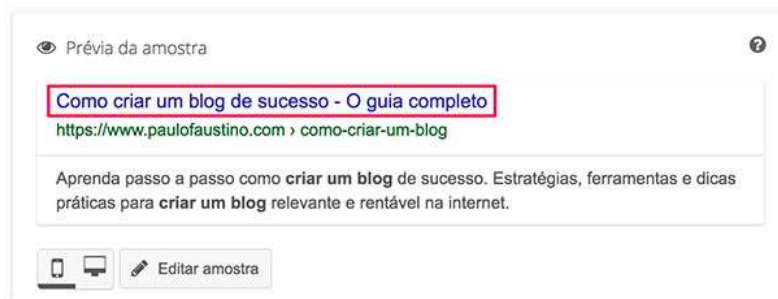 Prévia da amostra
Como criar um blog de sucesso - O guia completo
https://www.paulofaustino.com › como-criar-um-blog
Aprenda passo a passo como criar um blog de sucesso. Estratégias, ferramentas e dicas
práticas para criar um blog relevante e rentável na internet.
Editar amostra